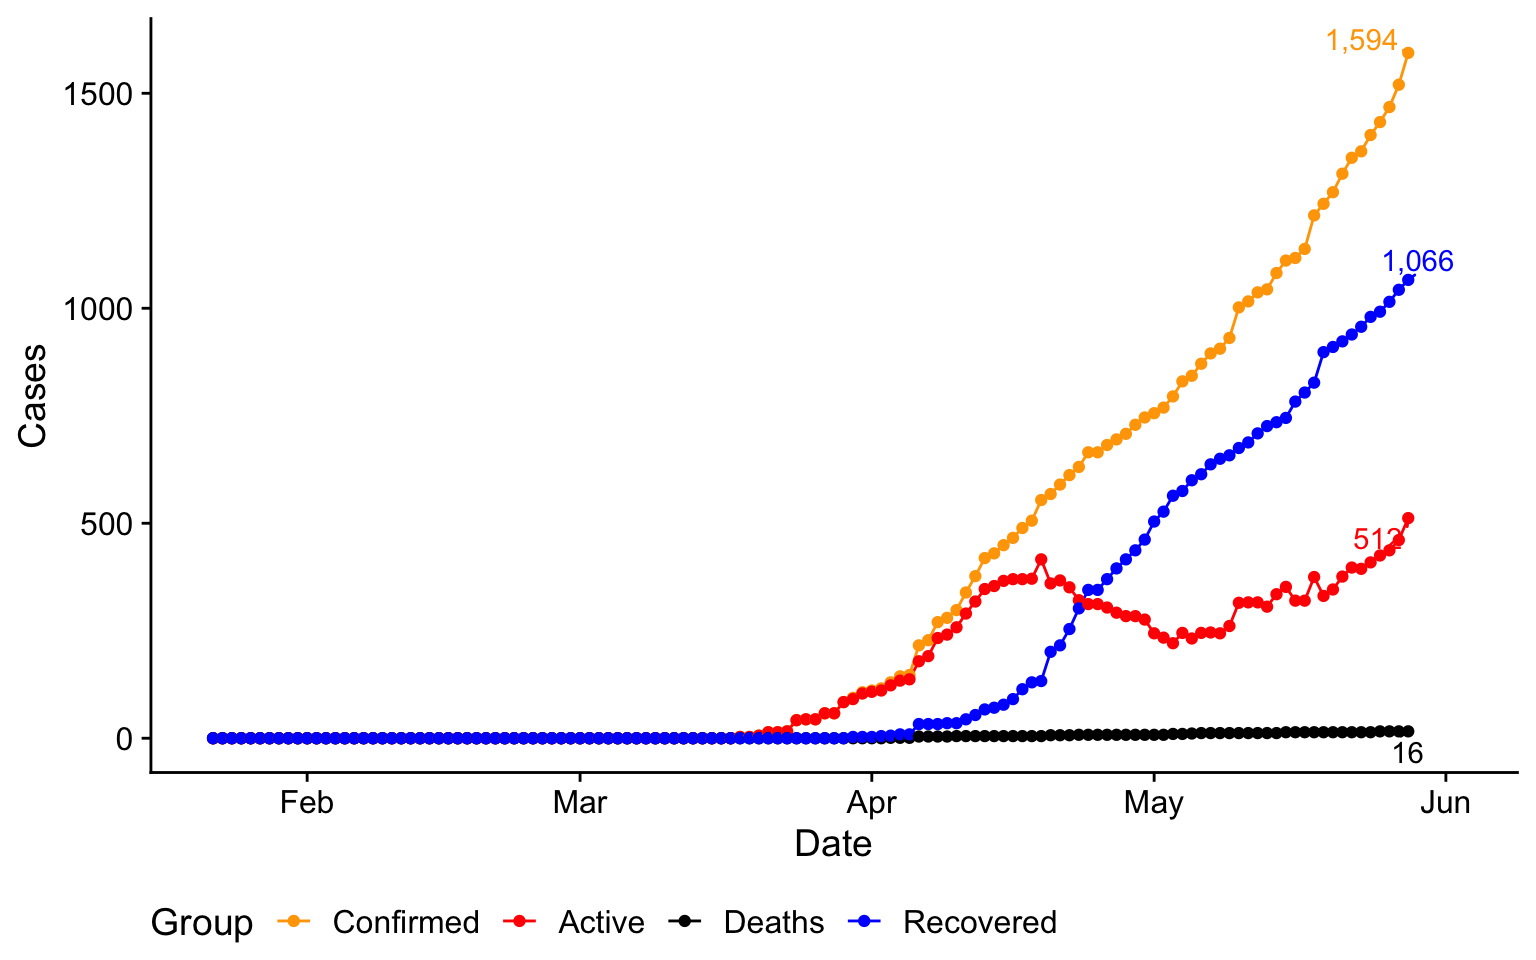 1,594
1500
1,066
1000
512
500
0
16
Feb Mar Apr May Jun
Date
Cases
Group Confirmed Active Deaths Recovered